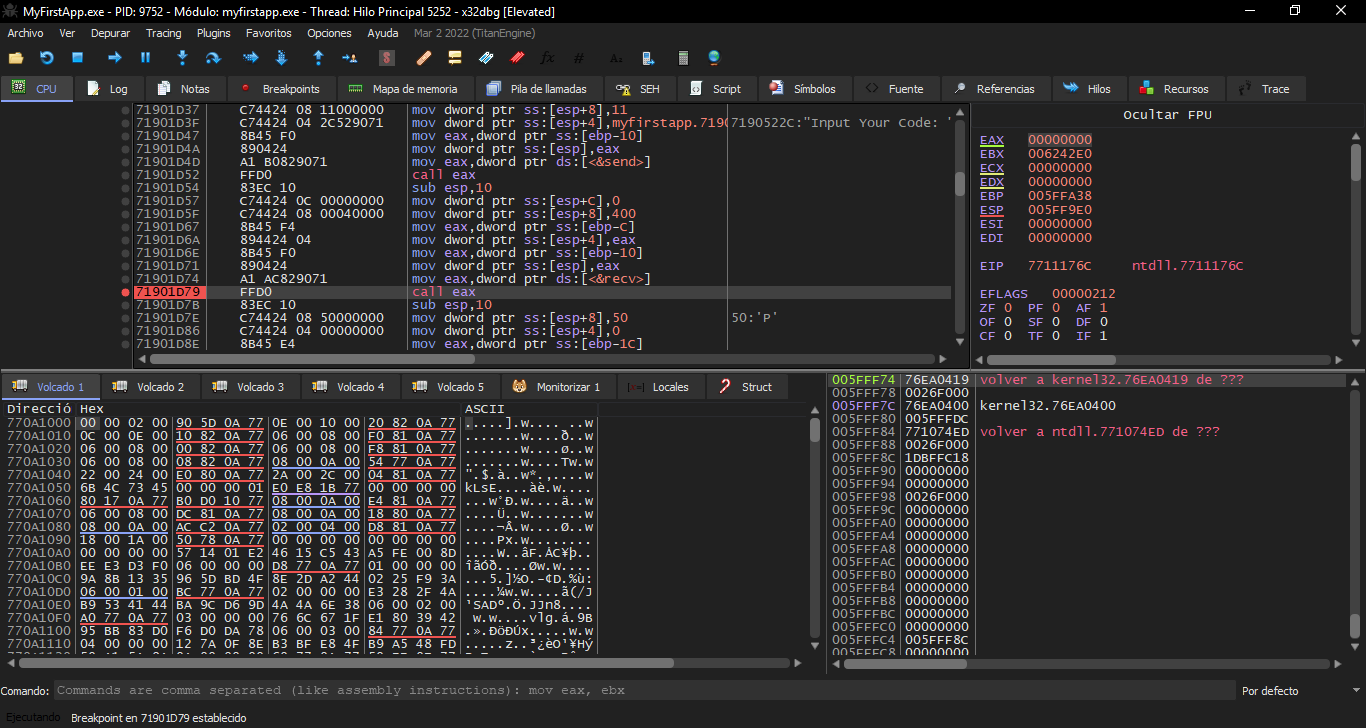 MyFirstApp.exe - PID: 9752 - Módulo: myfirstapp.exe - Thread: Hilo Principal 5252 - x32dbg [Elevated]
Archivo Ver Depurar Tracing Plugins Favoritos Opciones Ayuda Mar 2 2022 (TitanEngine)
CPU Log Notas Breakpoints Mapa de memoria Pila de llamadas SEH Script Símbolos Fuente Referencias Hilos Recursos Trace
71901D37 C74424 08 11000000 mov dword ptr ss:[esp+8],11
71901D3F C74424 04 2C529071 mov dword ptr ss:[esp+4],myfirstapp.7190 7190522C:"Input Your Code: "
71901D47 8B45 F0 mov eax,dword ptr ss:[ebp-10]
71901D4A 890424 mov dword ptr ss:[esp],eax
71901D4D A1 B0829071 mov eax,dword ptr ds:[<&send>]
71901D52 FFD0 call eax
71901D54 83EC 10 sub esp,10
71901D57 C74424 0C 00000000 mov dword ptr ss:[esp+C],0
71901D5F C74424 08 00040000 mov dword ptr ss:[esp+8],400
71901D67 8B45 F4 mov eax,dword ptr ss:[ebp-C]
71901D6A 894424 04 mov dword ptr ss:[esp+4],eax
71901D6E 8B45 F0 mov eax,dword ptr ss:[ebp-10]
71901D71 890424 mov dword ptr ss:[esp],eax
71901D74 A1 AC829071 mov eax,dword ptr ds:[<&recv>]
71901D79 FFD0 call eax
71901D7B 83EC 10 sub esp,10
71901D7E C74424 08 50000000 mov dword ptr ss:[esp+8],50 50:'P'
71901D86 C74424 04 00000000 mov dword ptr ss:[esp+4],0
71901D8E 8B45 E4 mov eax,dword ptr ss:[ebp-1C]
Ocultar FPU
EAX 00000000
EBX 006242E0
ECX 00000000
EDX 00000000
EBP 005FFA38
ESP 005FF9E0
ESI 00000000
EDI 00000000
EIP 7711176C ntdll.7711176C
EFLAGS 00000212
ZF 0 PF 0 AF 1
OF 0 SF 0 DF 0
CF 0 TF 0 IF 1
Volcado 1 Volcado 2 Volcado 3 Volcado 4 Volcado 5 Monitorizar 1 Locales Struct
Direcció Hex ASCII
770A1000 00 00 02 00 90 5D 0A 77 0E 00 10 00 20 82 0A 77 .....].w.... ..w
770A1010 0C 00 0E 00 10 82 0A 77 06 00 08 00 F0 81 0A 77 .......w....ð..w
770A1020 06 00 08 00 00 82 0A 77 06 00 08 00 F8 81 0A 77 .......w....ø..w
770A1030 06 00 08 00 08 82 0A 77 08 00 0A 00 54 77 0A 77 .......w....Tw.w
770A1040 22 00 24 00 E0 80 0A 77 2A 00 2C 00 04 81 0A 77 ".$.à..w*.,....w
770A1050 6B 4C 73 45 00 00 00 01 E0 E8 1B 77 00 00 00 00 kLsE....àè.w....
770A1060 80 17 0A 77 B0 D0 10 77 08 00 0A 00 E4 81 0A 77 ...w°Ð.w....ä..w
770A1070 06 00 08 00 DC 81 0A 77 08 00 0A 00 18 80 0A 77 ....Ü..w.......w
770A1080 08 00 0A 00 AC C2 0A 77 02 00 04 00 D8 81 0A 77 ....¬Â.w....Ø..w
770A1090 18 00 1A 00 50 78 0A 77 00 00 00 00 00 00 00 00 ....Px.w........
770A10A0 00 00 00 00 57 14 01 E2 46 15 C5 43 A5 FE 00 8D ....W..âF.ÅC¥þ..
770A10B0 EE E3 D3 F0 06 00 00 00 D8 77 0A 77 01 00 00 00 îãÓð....Øw.w....
770A10C0 9A 8B 13 35 96 5D BD 4F 8E 2D A2 44 02 25 F9 3A ...5.]½O.-¢D.%ù:
770A10D0 06 00 01 00 BC 77 0A 77 02 00 00 00 E3 28 2F 4A ....¼w.w....ã(/J
770A10E0 B9 53 41 44 BA 9C D6 9D 4A 4A 6E 38 06 00 02 00 ¹SADº.Ö.JJn8....
770A10F0 A0 77 0A 77 03 00 00 00 76 6C 67 1F E1 80 39 42 w.w....vlg.á.9B
770A1100 95 BB 83 D0 F6 D0 DA 78 06 00 03 00 84 77 0A 77 .».ÐöÐÚx.....w.w
770A1110 04 00 00 00 12 7A 0F 8E B3 BF E8 4F B9 A5 48 FD .....z..³¿èO¹¥Hý
005FFF74 76EA0419 volver a kernel32.76EA0419 de ???
005FFF78 0026F000
005FFF7C 76EA0400 kernel32.76EA0400
005FFF80 005FFFDC
005FFF84 771074ED volver a ntdll.771074ED de ???
005FFF88 0026F000
005FFF8C 1DBFFC18
005FFF90 00000000
005FFF94 00000000
005FFF98 0026F000
005FFF9C 00000000
005FFFA0 00000000
005FFFA4 00000000
005FFFA8 00000000
005FFFAC 00000000
005FFFB0 00000000
005FFFB4 00000000
005FFFB8 00000000
005FFFBC 00000000
005FFFC0 00000000
005FFFC4 005FFF8C
005FFFC8 00000000
Comando: Commands are comma separated (like assembly instructions): mov eax, ebx Por defecto
Ejecutando Breakpoint en 71901D79 establecido